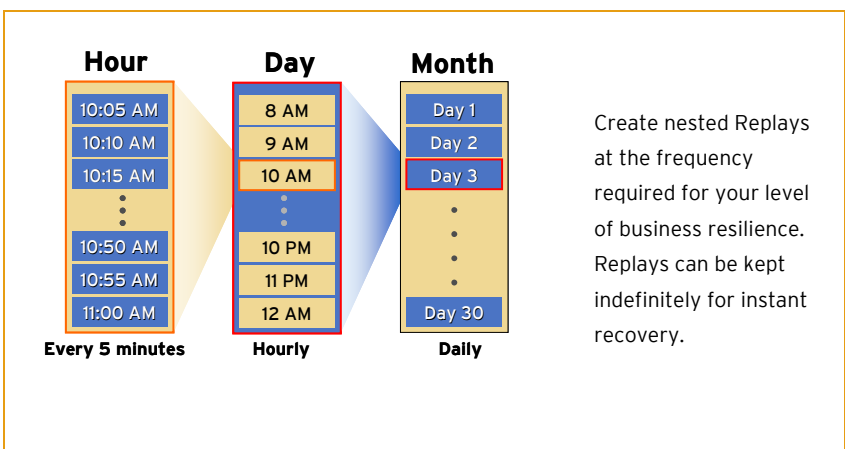 Hour
10:05 AM
10:10 AM
10:15 AM
10:50 AM
10:55 AM
11:00 AM
Every 5 minutes
Day
8 AM
9 AM
10 AM
10 PM
11 PM
12 AM
Hourly
Month
Day 1
Day 2
Day 3
Day 30
Daily
Create nested Replays
at the frequency
required for your level
of business resilience.
Replays can be kept
indefinitely for instant
recovery.